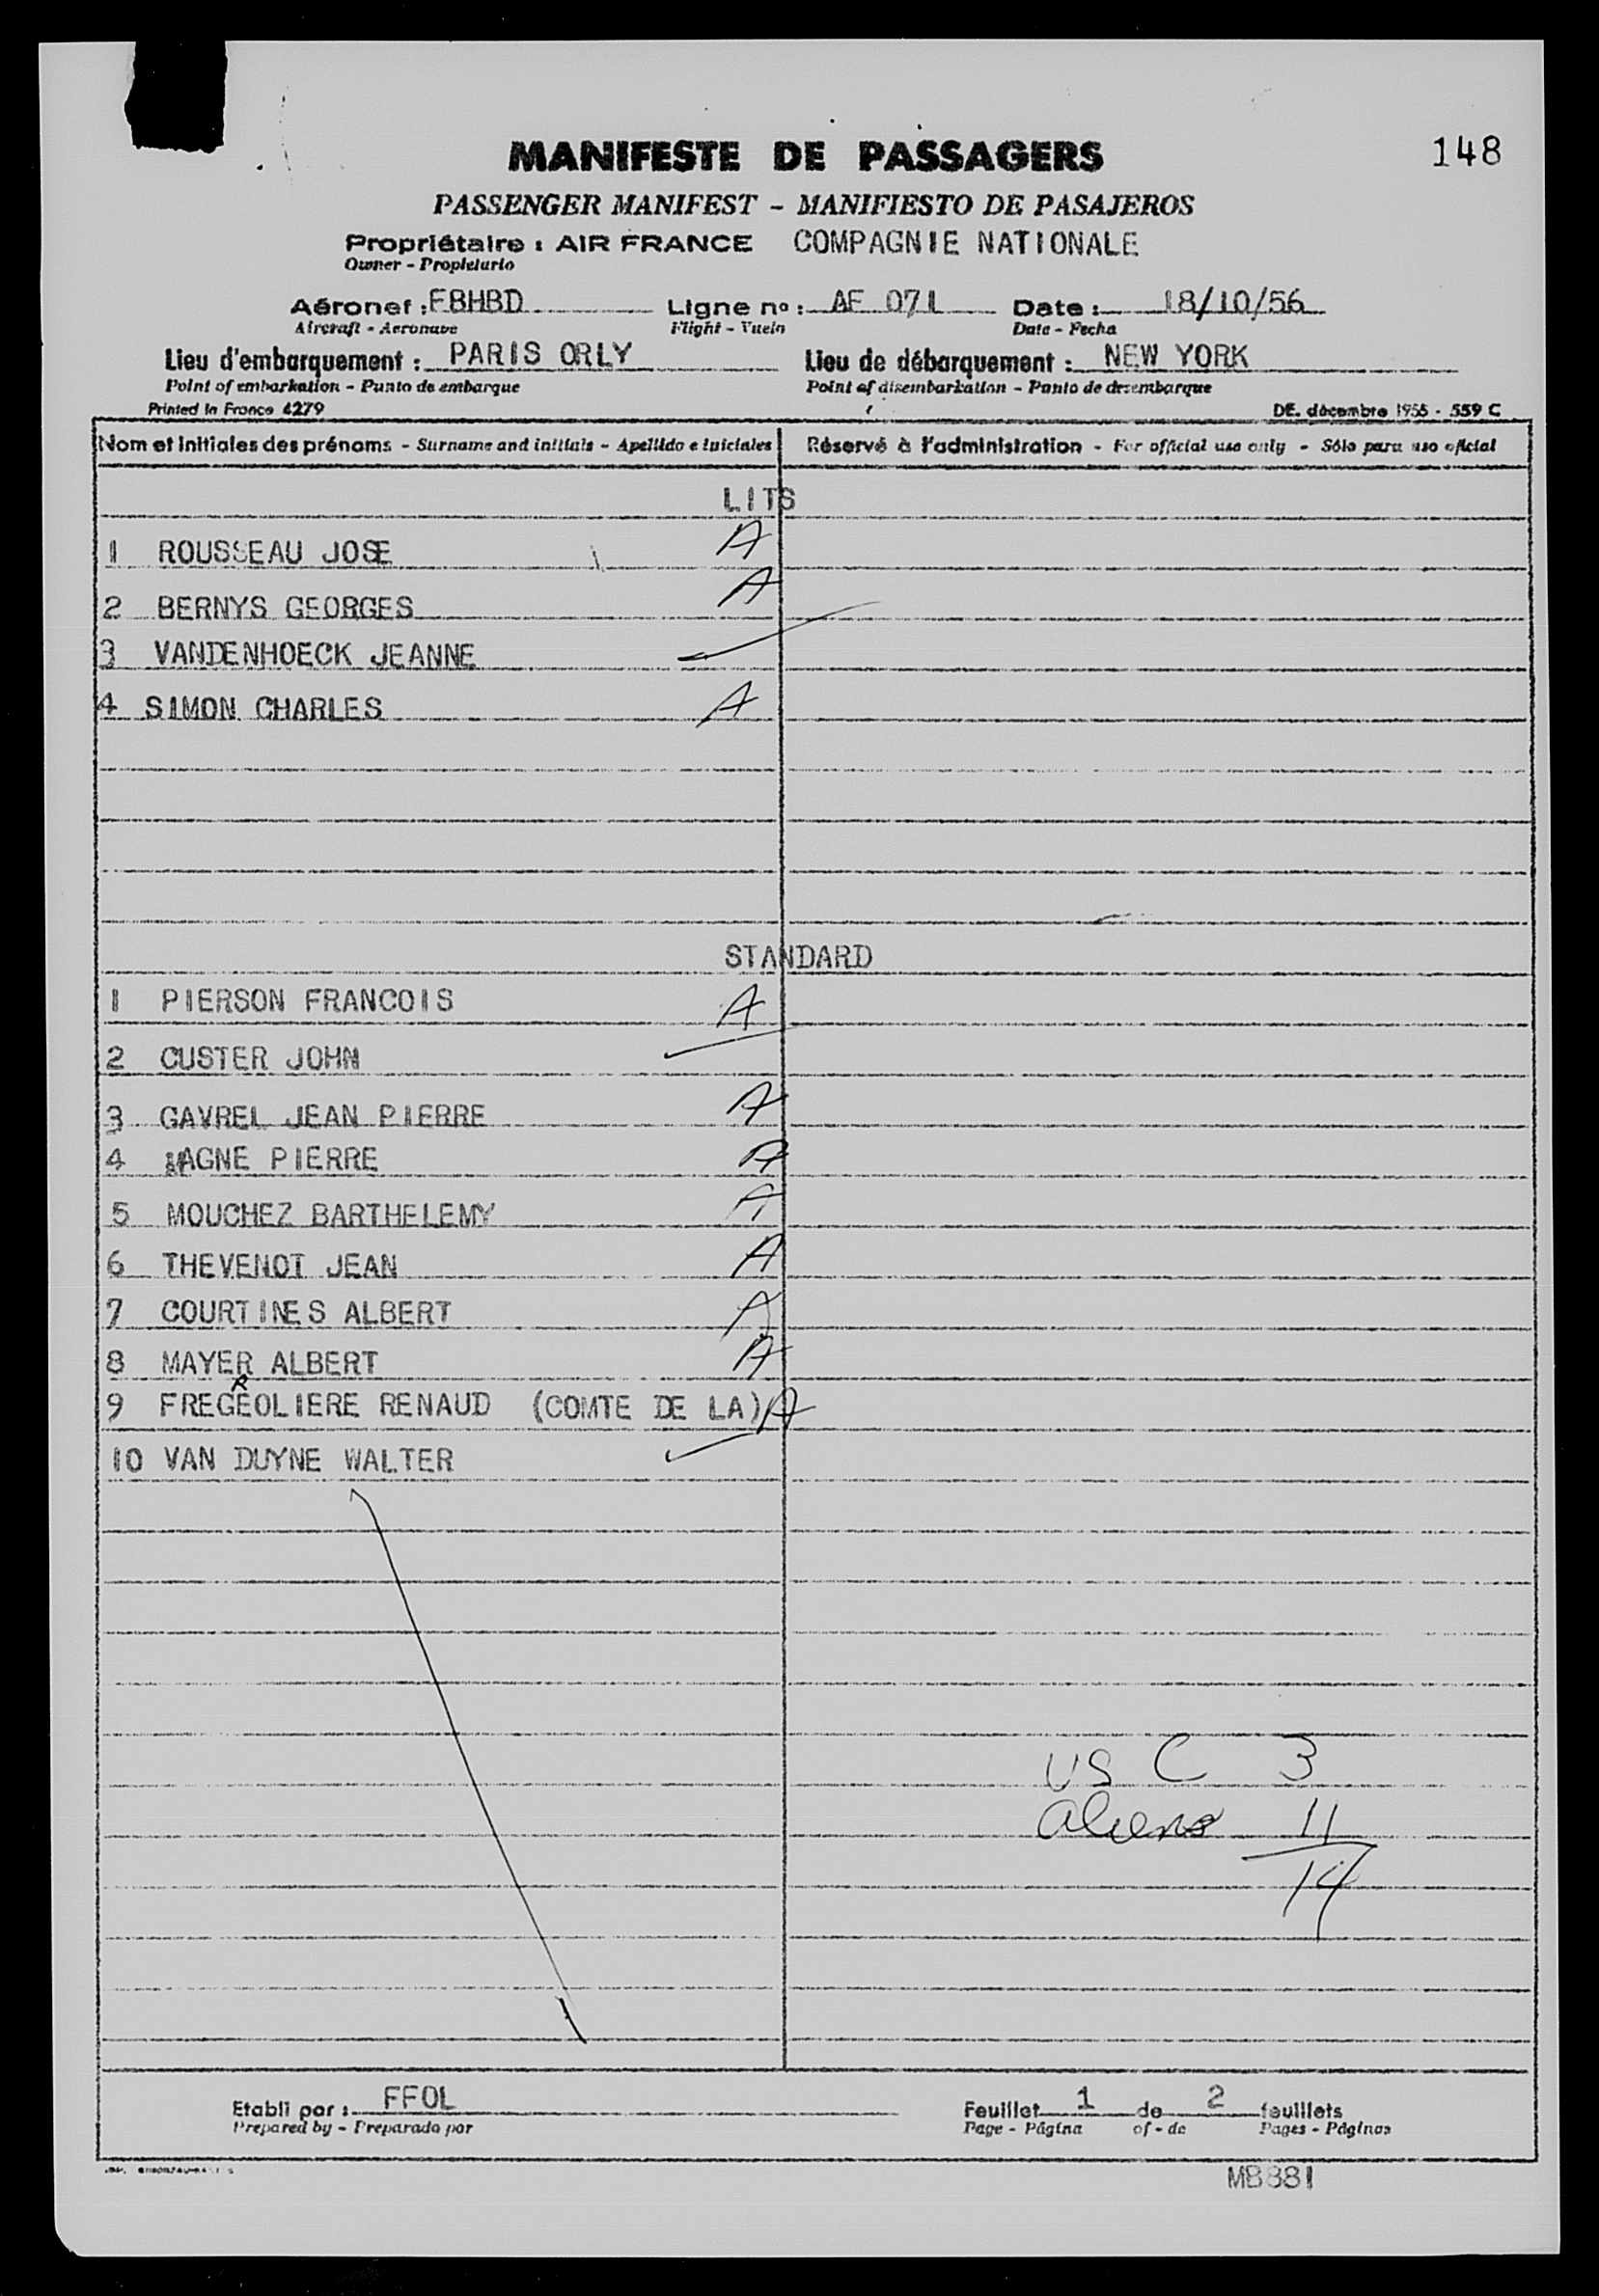 148
MANIFESTE DE PASSAGERS
PASSENGER MANIFEST - MANIFIESTO DE PASAJEROS
Propriétaire : AIR FRANCE COMPAGNIE NATIONALE
Owner - Propietario
Aéronef : FBHBD Ligne no : AF 071 Date : 18/10/56
Aircraft - Aeronave Flight - Vuelo Date - Fecha
Lieu d'embarquement : PARIS ORLY Lieu de débarquement : NEW YORK
Point of embarkation - Punto de embarque Point of disembarkation - Punto de desembarque
Printed in France 4279 DE. décembre 1955 - 559 C
Nom et initiales des prénoms - Surname and initials - Apellido e iniciales Réservé à l'administration - For official use only - Sólo para uso oficial
LITS
1 ROUSSEAU JOSE A
2 BERNYS GEORGES A
3 VANDENHOECK JEANNE
4 SIMON CHARLES A
STANDARD
1 PIERSON FRANCOIS A
2 CUSTER JOHN
3 GAVREL JEAN PIERRE A
4 AGNE PIERRE A
5 MOUCHEZ BARTHELEMY A
6 THEVENOT JEAN A
7 COURTINES ALBERT A
8 MAYER ALBERT A
R
9 FREGEOLIERE RENAUD (COMTE DE LA) A
10 VAN DUYNE WALTER
US C 3
aliens 11
14
Etabli par : FFOL Feuillet 1 de 2 feuillets
Prepared by - Preparado por Page - Página of - de Pages - Páginas
MB881